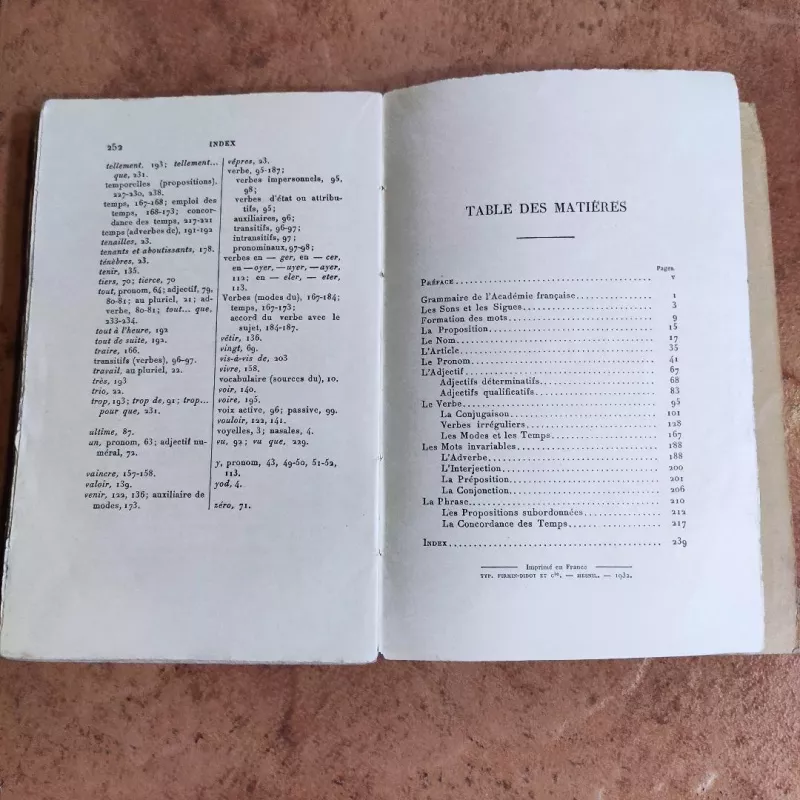 252 INDEX
tellement, 193; tellement...
que, 231.
temporelles (propositions).
227-230, 238.
temps, 167-168; emploi des
temps, 168-173; concor-
dance des temps, 217-221
temps (adverbes de), 191-192
tenailles, 23.
tenants et aboutissants, 178.
ténèbres, 23.
tenir, 135.
tiers, 70; tierce, 70
tout, pronom, 64; adjectif, 79,
80-81; au pluriel, 21; ad-
verbe, 80-81; tout... que,
233-234.
tout à l'heure, 192
tout de suite, 192.
traire, 166.
transitifs (verbes), 96-97.
travail, au pluriel, 22.
très, 193
trio, 22.
trop, 193; trop de, 91; trop...
pour que, 231.
ultime, 87.
un, pronom, 63; adjectif nu-
méral, 72.
vaincre, 157-158.
valoir, 139.
venir, 122, 136; auxiliaire de
modes, 173.
vêpres, 23.
verbe, 95-187;
verbes impersonnels, 95,
98;
verbes d'état ou attribu-
tifs, 95;
auxiliaires, 96;
transitifs, 96-97;
intransitifs, 97;
pronominaux, 97-98;
verbes en — ger, en — cer,
en —oyer, —uyer, —ayer,
112; en — eler, — eter,
113.
Verbes (modes du), 167-184;
temps, 167-173;
accord du verbe avec le
sujet, 184-187.
vêtir, 136.
vingt, 69.
vis-à-vis de, 203
vivre, 158.
vocabulaire (sources du), 10.
voir, 140.
voire, 195.
voix active, 96; passive, 99.
vouloir, 122, 141.
voyelles, 3; nasales, 4.
vu, 92; vu que, 229.
y, pronom, 43, 49-50, 51-52,
113.
yod, 4.
zéro, 71.
TABLE DES MATIÉRES
Pages
PRÉFACE v
Grammaire de l'Académie française 1
Les Sons et les Signes 3
Formation des mots 9
La Proposition 15
Le Nom 17
L'Article 35
Le Pronom 41
L'Adjectif 67
Adjectifs déterminatifs 68
Adjectifs qualificatifs 83
Le Verbe 95
La Conjugaison 101
Verbes irréguliers 128
Les Modes et les Temps 167
Les Mots invariables 188
L'Adverbe 188
L'Interjection 200
La Préposition 201
La Conjonction 206
La Phrase 210
Les Propositions subordonnées 212
La Concordance des Temps 217
INDEX 239
Imprimé en France
TYP. FIRMIN-DIDOT ET Cie. — MESNIL. — 1932.